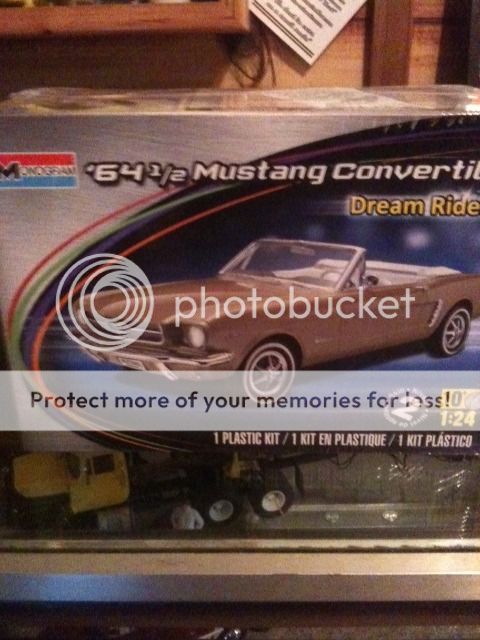 MONOGRAM
'64 1/2 Mustang Convertibl
Dream Ride
photobucket
Protect more of your memories for less!
1:24
1 PLASTIC KIT / 1 KIT EN PLASTIQUE / 1 KIT PLÁSTICO